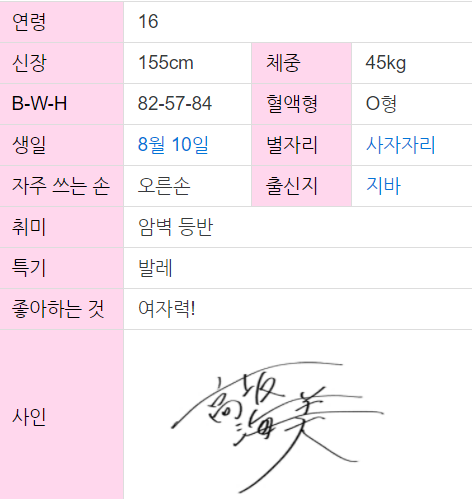 연령 16
신장 155cm 체중 45kg
B-W-H 82-57-84 혈액형 O형
생일 8월 10일 별자리 사자자리
자주 쓰는 손 오른손 출신지 지바
취미 암벽 등반
특기 발레
좋아하는 것 여자력!
사인 高坂海美